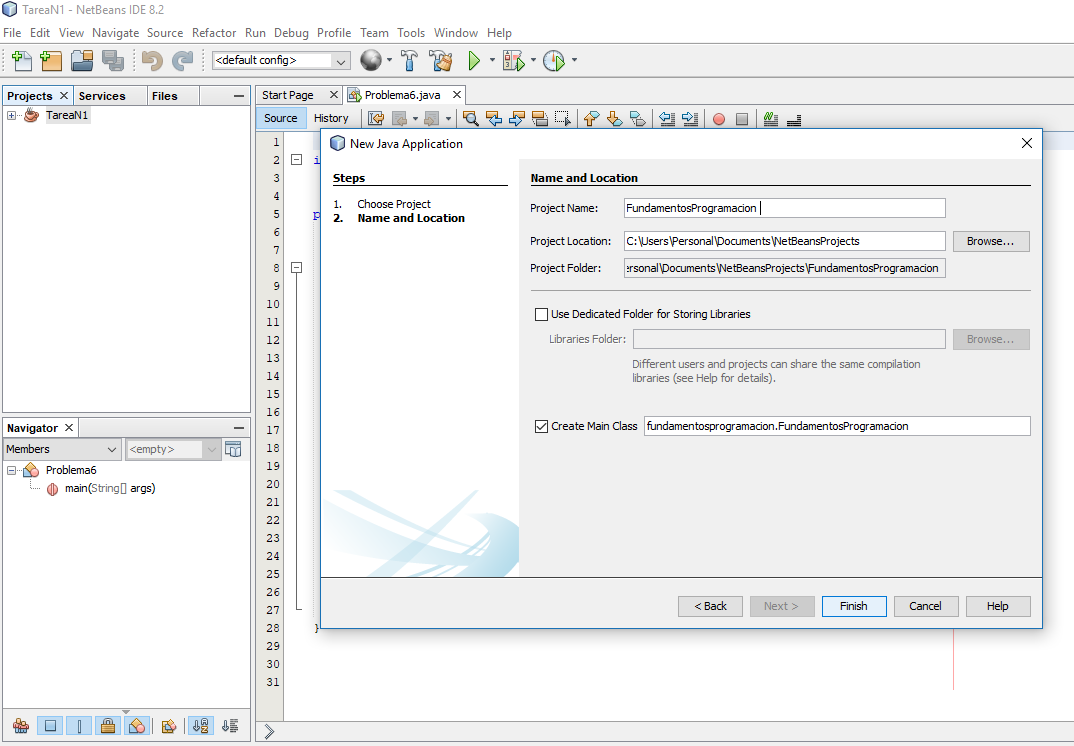 TareaN1 - NetBeans IDE 8.2
File Edit View Navigate Source Refactor Run Debug Profile Team Tools Window Help
<default config>
Projects Services Files
TareaN1
Start Page Problema6.java
Source History
1
2 i
3
4
5 p
6
7
8
9
10
11
12
13
14
15
16
17
18
19
20
21
22
23
24
25
26
27
28 }
29
30
31
New Java Application
Steps
1. Choose Project
2. Name and Location
Name and Location
Project Name: FundamentosProgramacion
Project Location: C:\Users\Personal\Documents\NetBeansProjects Browse...
Project Folder: ersonal\Documents\NetBeansProjects\FundamentosProgramacion
Use Dedicated Folder for Storing Libraries
Libraries Folder: Browse...
Different users and projects can share the same compilation
libraries (see Help for details).
Create Main Class fundamentosprogramacion.FundamentosProgramacion
< Back Next > Finish Cancel Help
Navigator
Members <empty>
Problema6
main(String[] args)